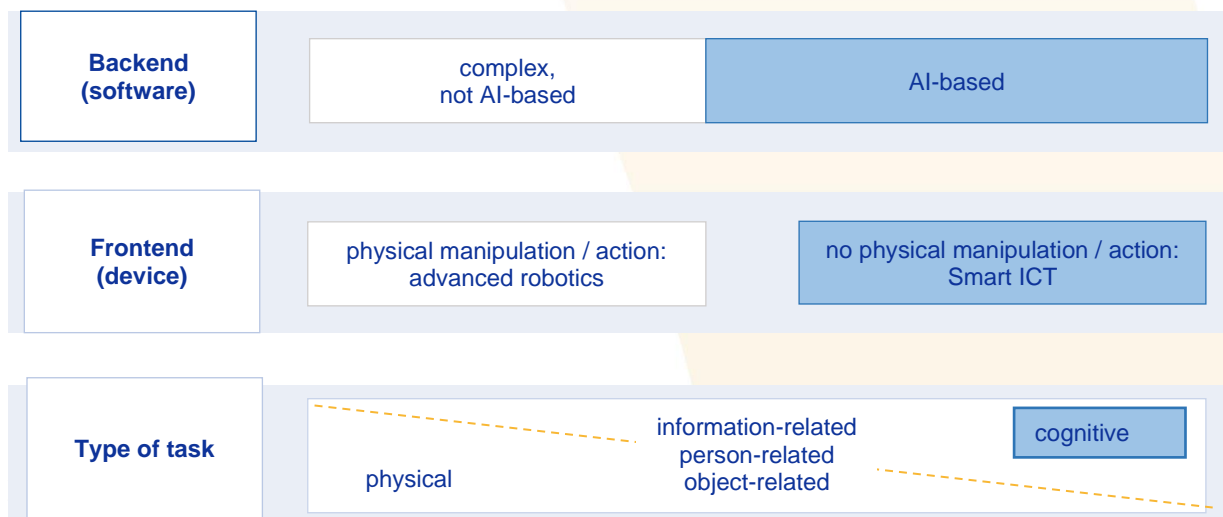 Backend
(software)
complex,
not AI-based
AI-based
Frontend
(device)
physical manipulation / action:
advanced robotics
no physical manipulation / action:
Smart ICT
Type of task
physical
information-related
person-related
object-related
cognitive